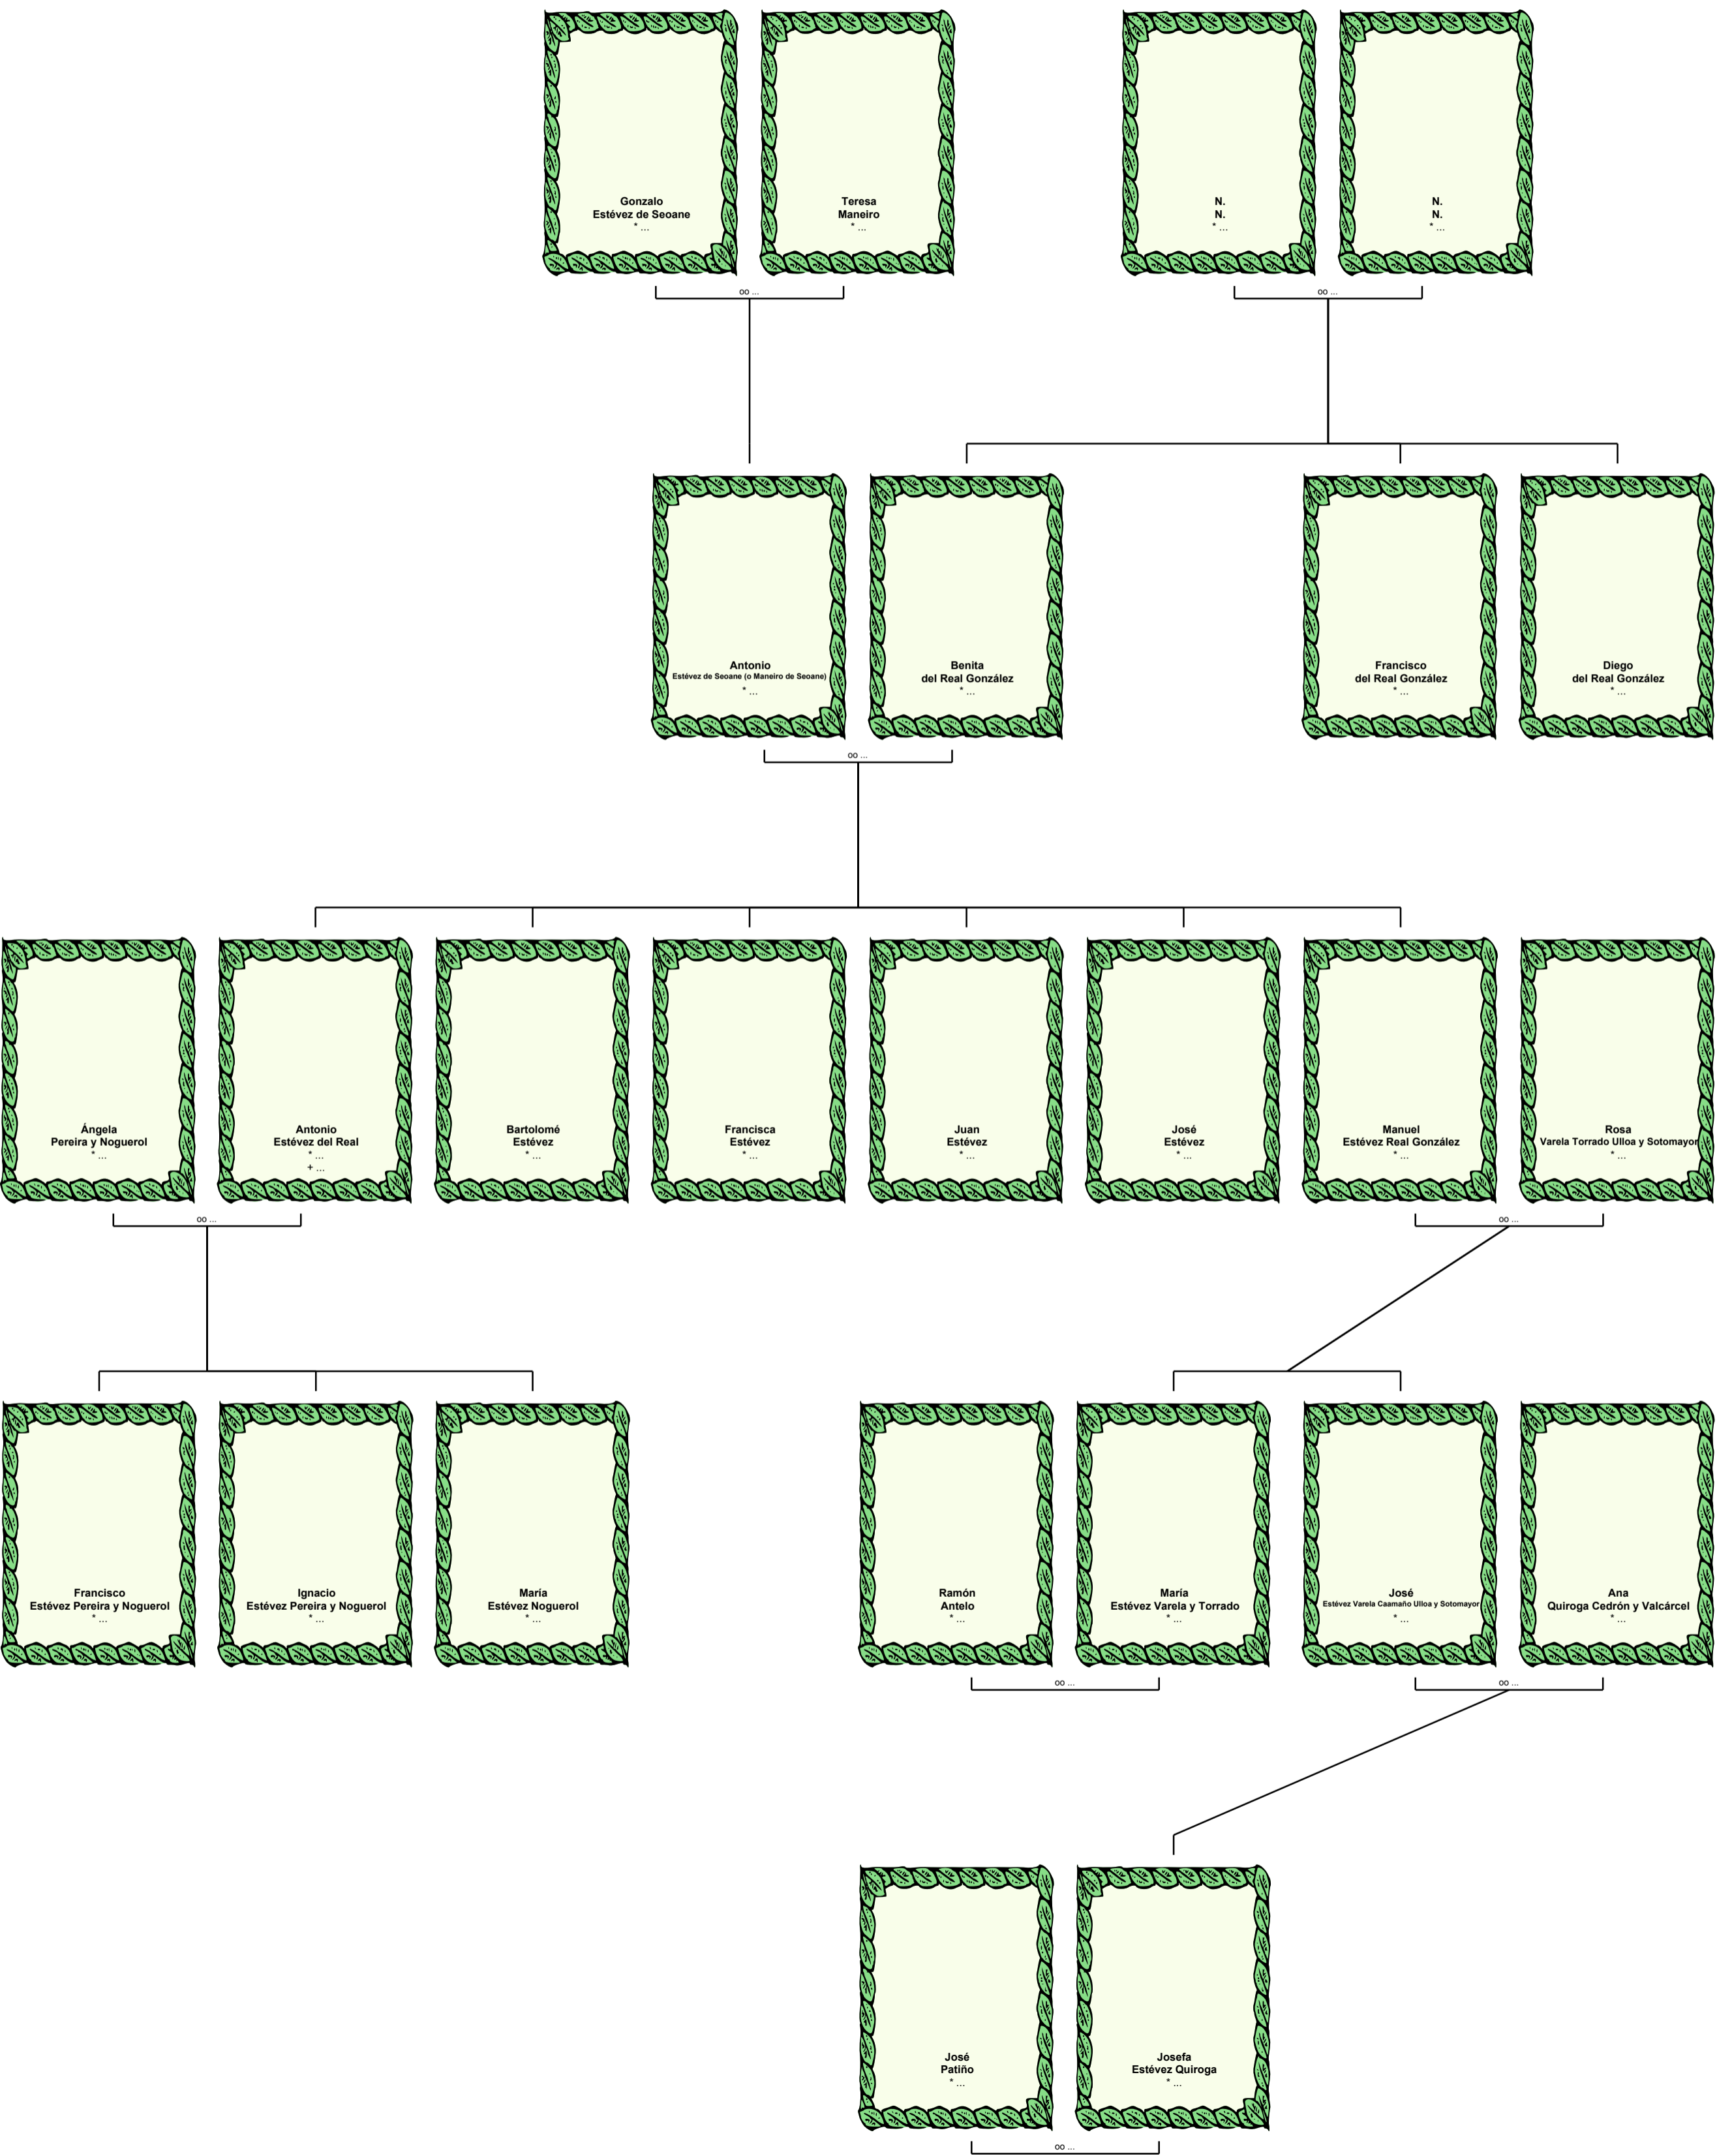 Gonzalo
Estévez de Seoane
* ...
Teresa
Maneiro
* ...
N.
N.
* ...
N.
N.
* ...
oo ...
oo ...
Antonio
Estévez de Seoane (o Maneiro de Seoane)
* ...
Benita
del Real González
* ...
Francisco
del Real González
* ...
Diego
del Real González
* ...
oo ...
Ángela
Pereira y Noguerol
* ...
Antonio
Estévez del Real
* ...
+ ...
Bartolomé
Estévez
* ...
Francisca
Estévez
* ...
Juan
Estévez
* ...
José
Estévez
* ...
Manuel
Estévez Real González
* ...
Rosa
Varela Torrado Ulloa y Sotomayor
* ...
oo ...
oo ...
Francisco
Estévez Pereira y Noguerol
* ...
Ignacio
Estévez Pereira y Noguerol
* ...
María
Estévez Noguerol
* ...
Ramón
Antelo
* ...
María
Estévez Varela y Torrado
* ...
José
Estévez Varela Caamaño Ulloa y Sotomayor
* ...
Ana
Quiroga Cedrón y Valcárcel
* ...
oo ...
oo ...
José
Patiño
* ...
Josefa
Estévez Quiroga
* ...
oo ...